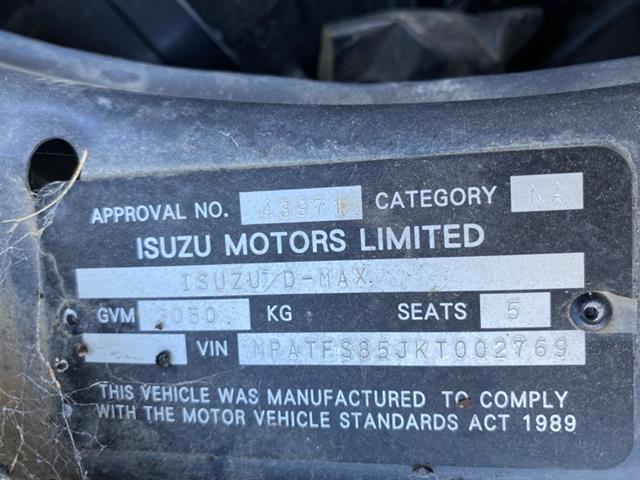 APPROVAL NO. 43971 CATEGORY NA
ISUZU MOTORS LIMITED
ISUZU D-MAX
GVM 3050 KG SEATS 5
VIN MPATFS85JKT002769
THIS VEHICLE WAS MANUFACTURED TO COMPLY
WITH THE MOTOR VEHICLE STANDARDS ACT 1989